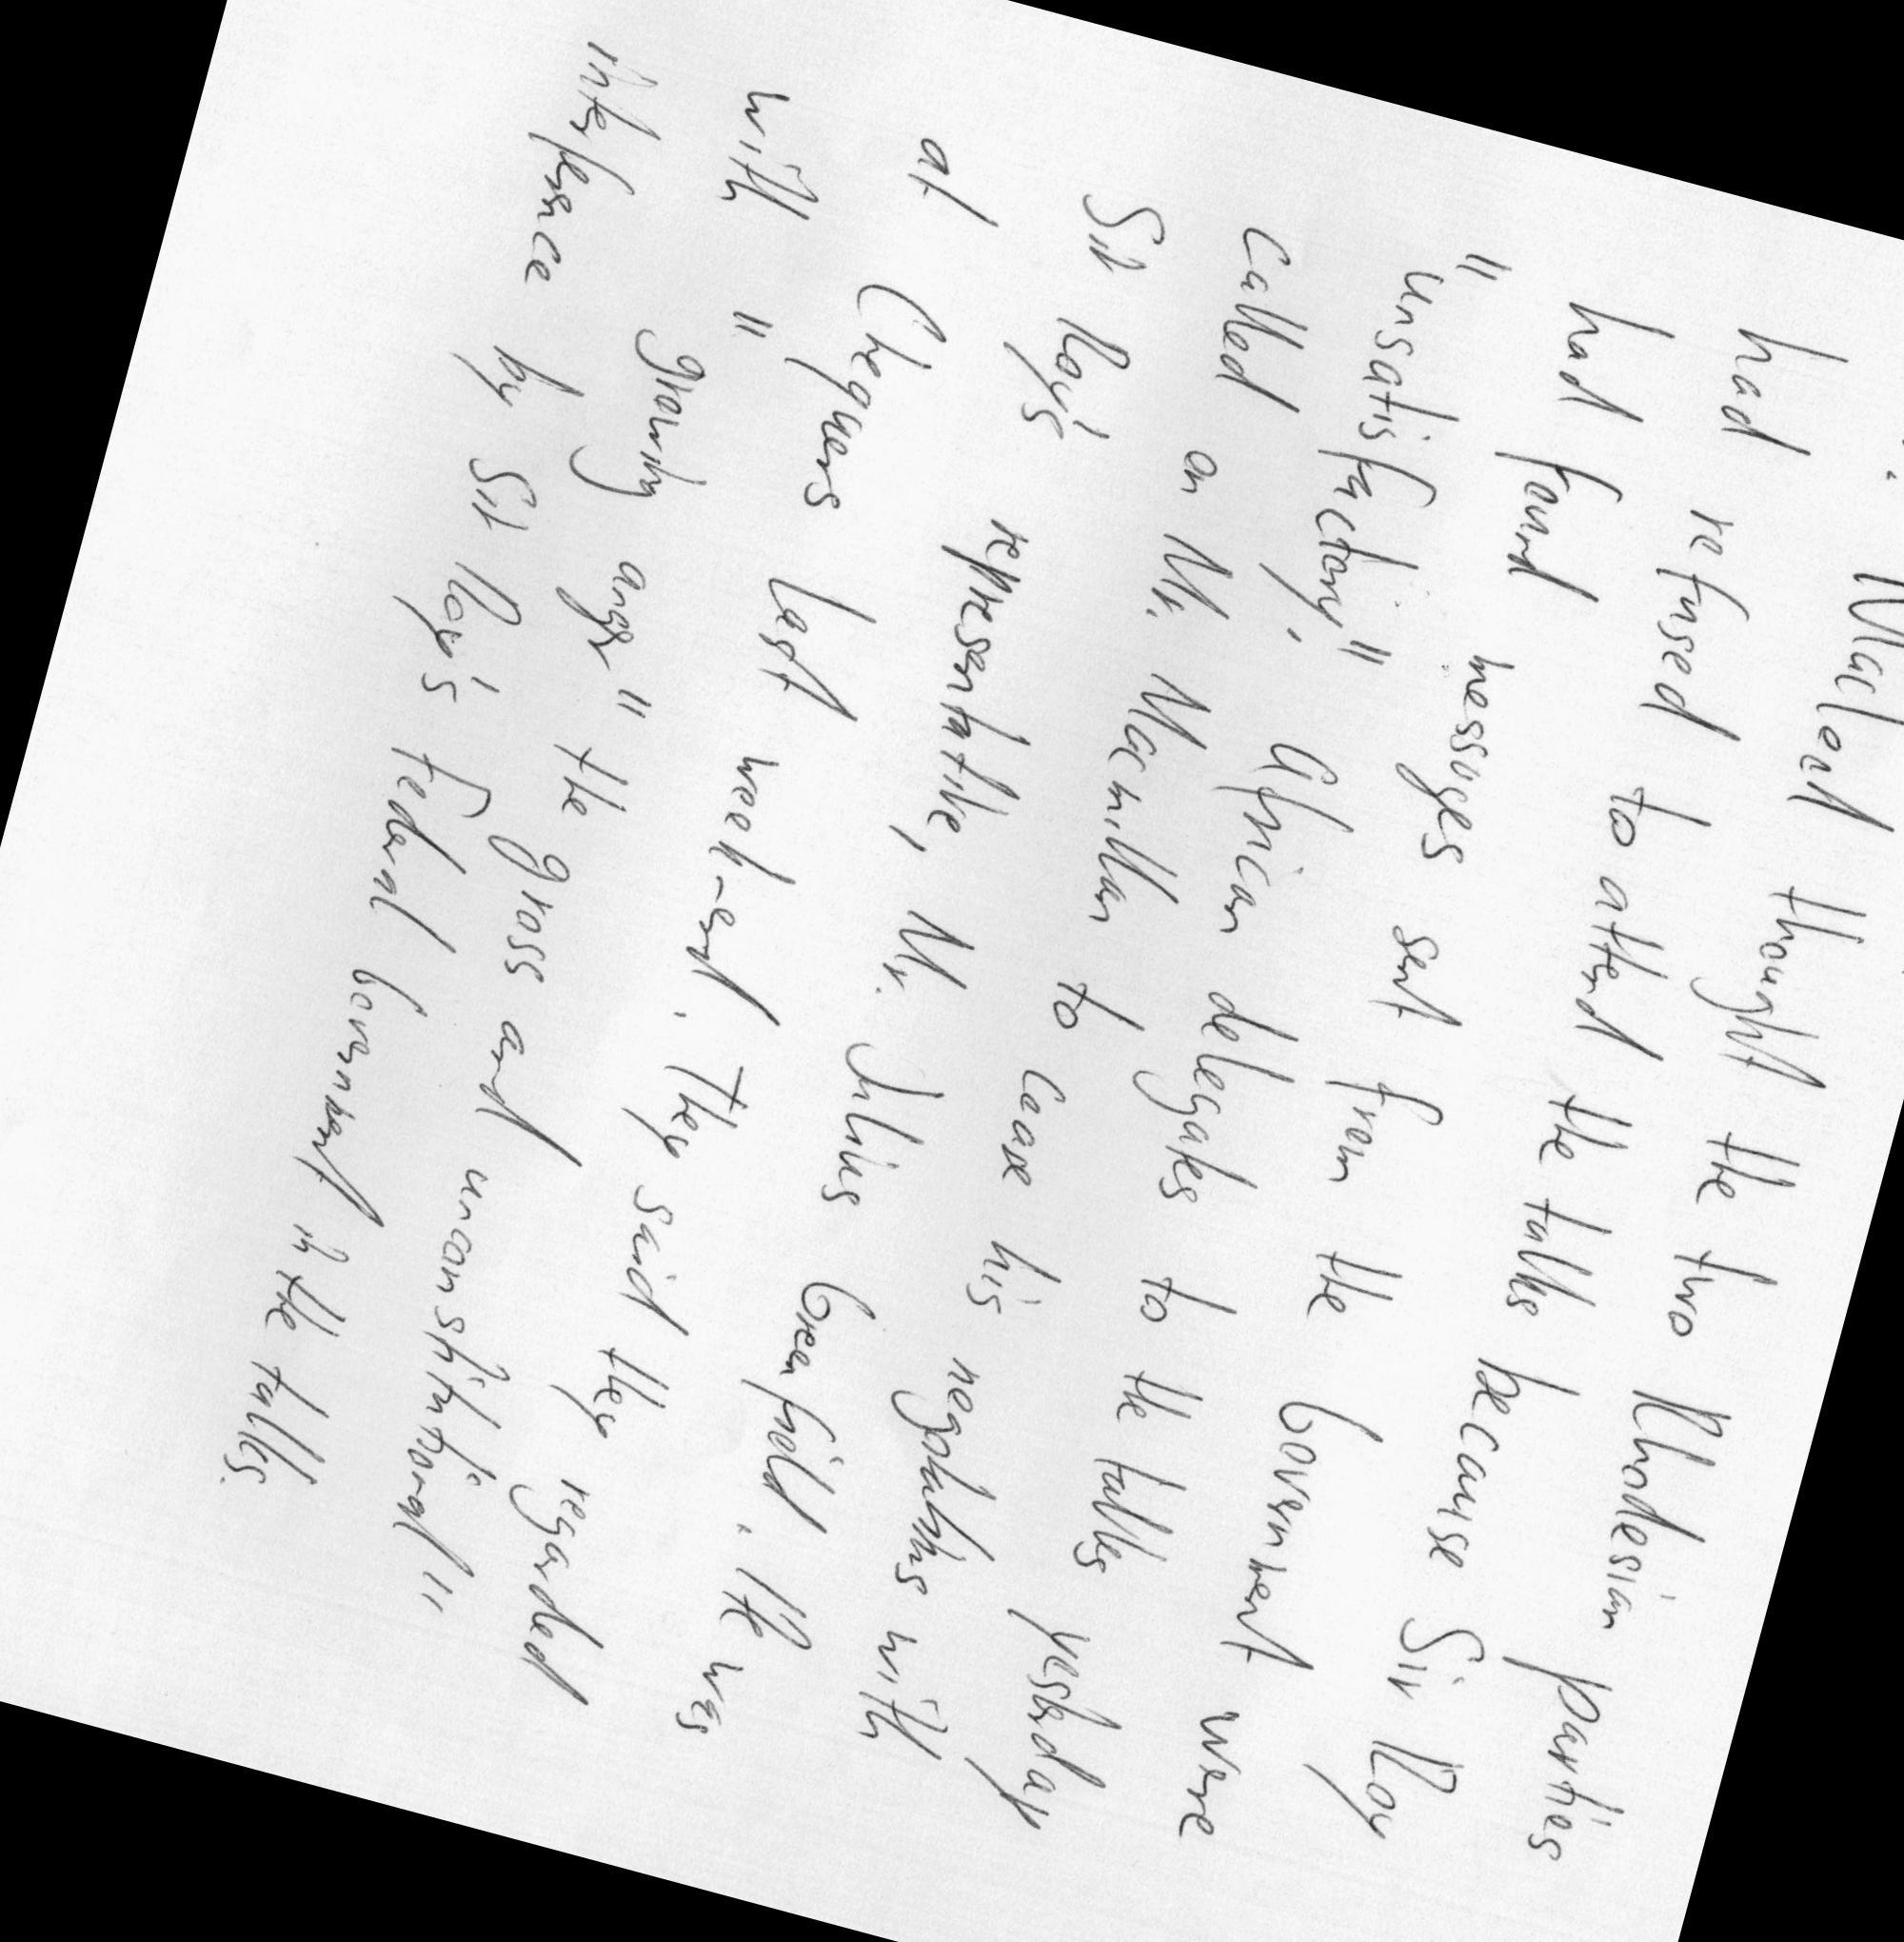 . Macleod thought the two Rhodesian parties
had refused to attend the talks because Sir Roy
had found messages sent from the Government were
"unsatisfactory." African delegates to the talks yesterday
called on Mr. Macmillan to cease his negotiations with
Sir Roy's representative, Mr. Julius Greenfield. He was
at Chequers last week-end. They said they regarded
with "growing anger" the gross and unconstitutional"
interference by Sir Roy's Federal Government in the talks.